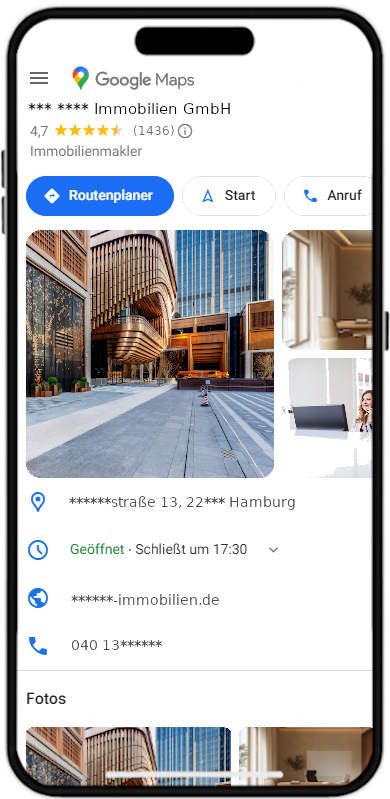 Google Maps
*** **** Immobilien GmbH
4,7 (1436)
Immobilienmakler
Routenplaner Start Anruf
******straße 13, 22*** Hamburg
Geöffnet · Schließt um 17:30
******-immobilien.de
040 13******
Fotos